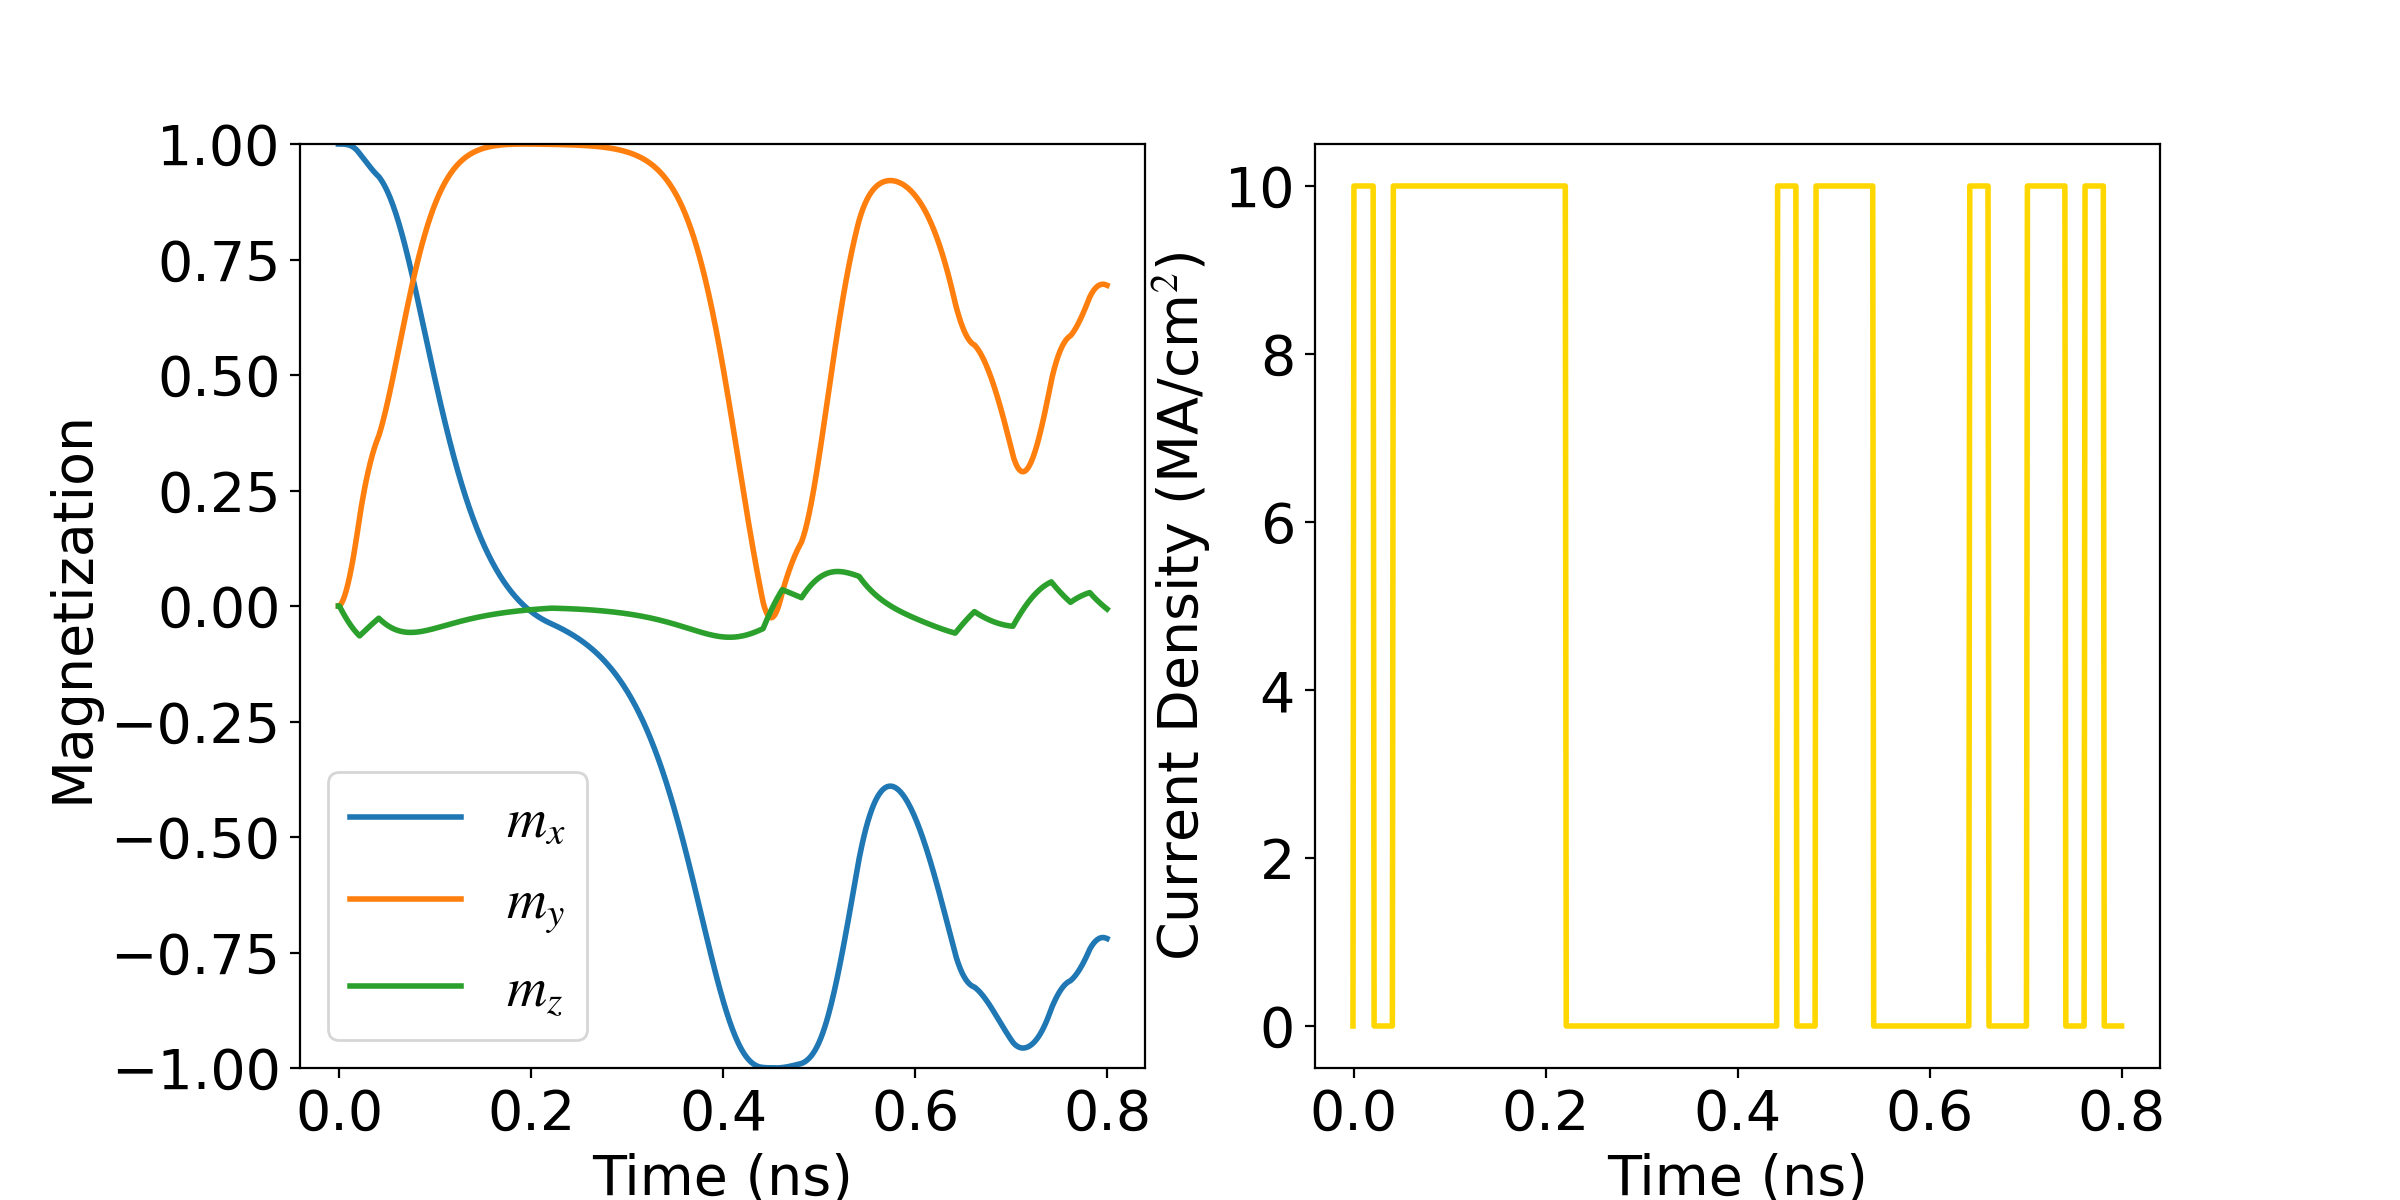 Magnetization
1.00
0.75
0.50
0.25
0.00
−0.25
−0.50
−0.75
−1.00
m_x
m_y
m_z
0.0 0.2 0.4 0.6 0.8
Time (ns)
Current Density (MA/cm²)
10
8
6
4
2
0
0.0 0.2 0.4 0.6 0.8
Time (ns)